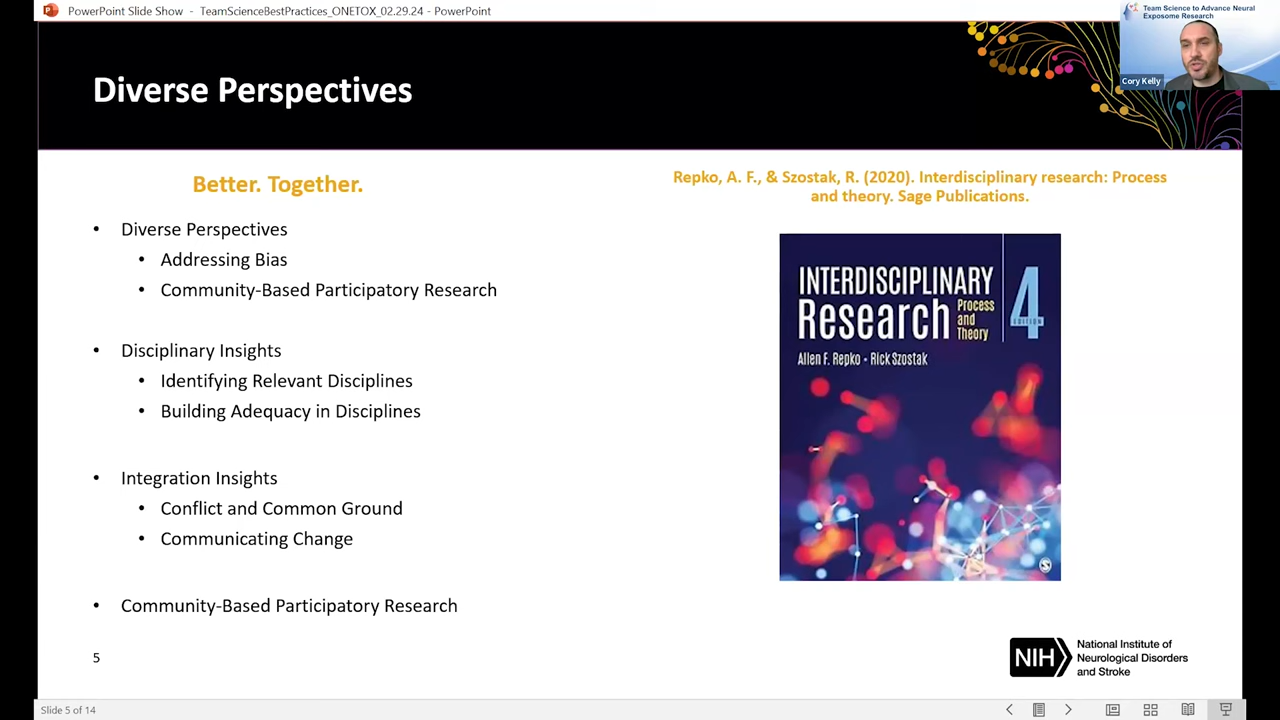 PowerPoint Slide Show - TeamScienceBestPractices_ONETOX_02.29.24 - PowerPoint
Team Science to Advance Neural
Exposome Research
Cory Kelly
Diverse Perspectives
Better. Together.
• Diverse Perspectives
• Addressing Bias
• Community-Based Participatory Research
• Disciplinary Insights
• Identifying Relevant Disciplines
• Building Adequacy in Disciplines
• Integration Insights
• Conflict and Common Ground
• Communicating Change
• Community-Based Participatory Research
Repko, A. F., & Szostak, R. (2020). Interdisciplinary research: Process
and theory. Sage Publications.
INTERDISCIPLINARY
Research
Process
and
Theory
4
EDITION
Allen F. Repko • Rick Szostak
S
5
NIH
National Institute of
Neurological Disorders
and Stroke
Slide 5 of 14